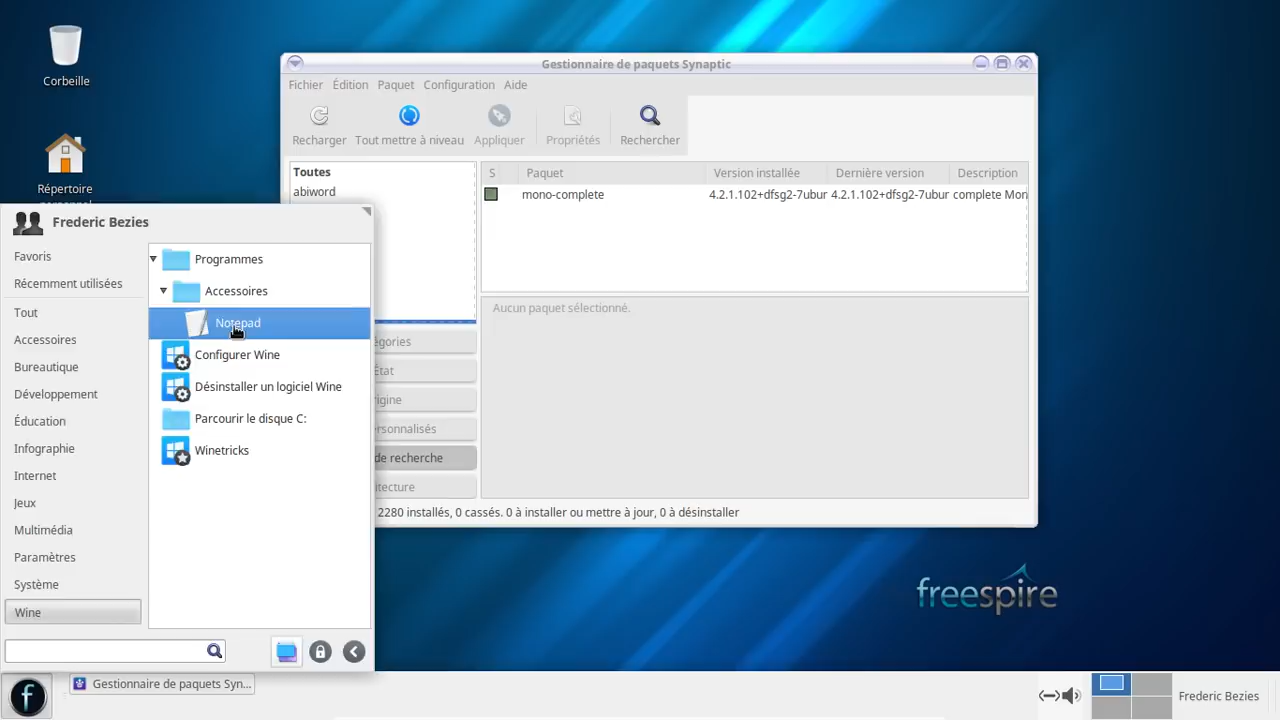 Corbeille
Répertoire
Gestionnaire de paquets Synaptic
Fichier Édition Paquet Configuration Aide
Recharger Tout mettre à niveau Appliquer Propriétés Rechercher
Toutes
abiword
S Paquet Version installée Dernière version Description
mono-complete 4.2.1.102+dfsg2-7ubur 4.2.1.102+dfsg2-7ubur complete Mon
Aucun paquet sélectionné.
égories
État
rigine
ersonnalisés
de recherche
itecture
2280 installés, 0 cassés. 0 à installer ou mettre à jour, 0 à désinstaller
Frederic Bezies
Favoris
Récemment utilisées
Tout
Accessoires
Bureautique
Développement
Éducation
Infographie
Internet
Jeux
Multimédia
Paramètres
Système
Wine
Programmes
Accessoires
Notepad
Configurer Wine
Désinstaller un logiciel Wine
Parcourir le disque C:
Winetricks
freespire
f
Gestionnaire de paquets Syn...
Frederic Bezies